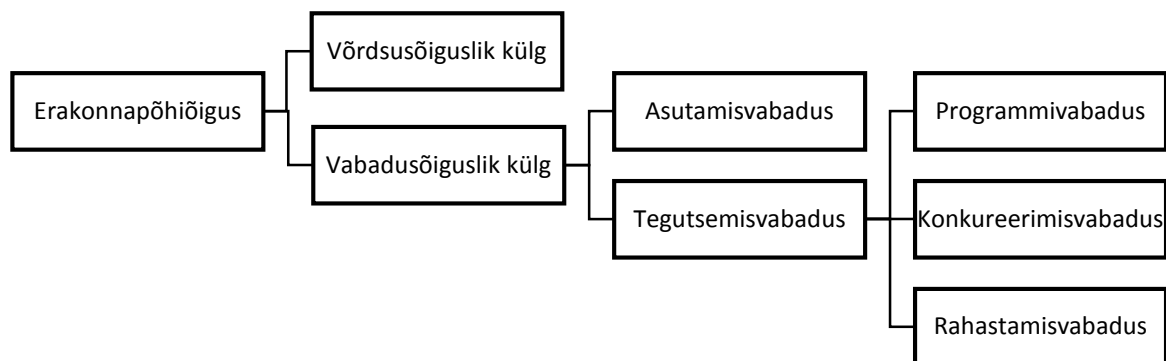 Erakonnapõhiõigus
Võrdsusõiguslik külg
Vabadusõiguslik külg
Asutamisvabadus
Tegutsemisvabadus
Programmivabadus
Konkureerimisvabadus
Rahastamisvabadus